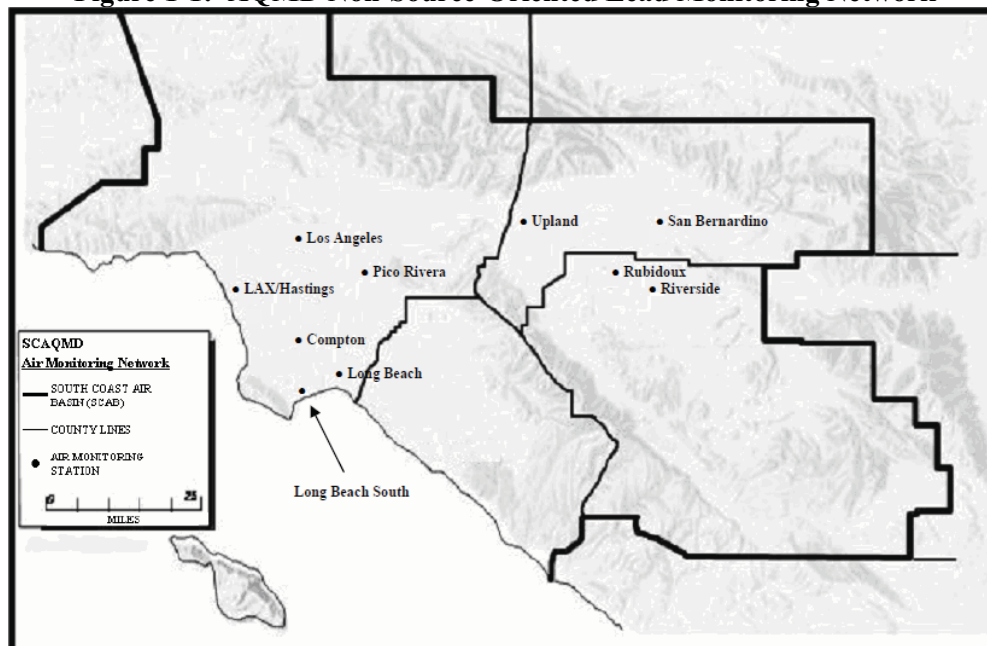 Figure 1-1. AQMD Non-Source-Oriented Lead Monitoring Network
Upland
San Bernardino
Los Angeles
Pico Rivera
Rubidoux
LAX/Hastings
Riverside
Compton
Long Beach
Long Beach South
SCAQMD
Air Monitoring Network
SOUTH COAST AIR
BASIN (SCAB)
COUNTY LINES
AIR MONITORING
STATION
0 25
MILES